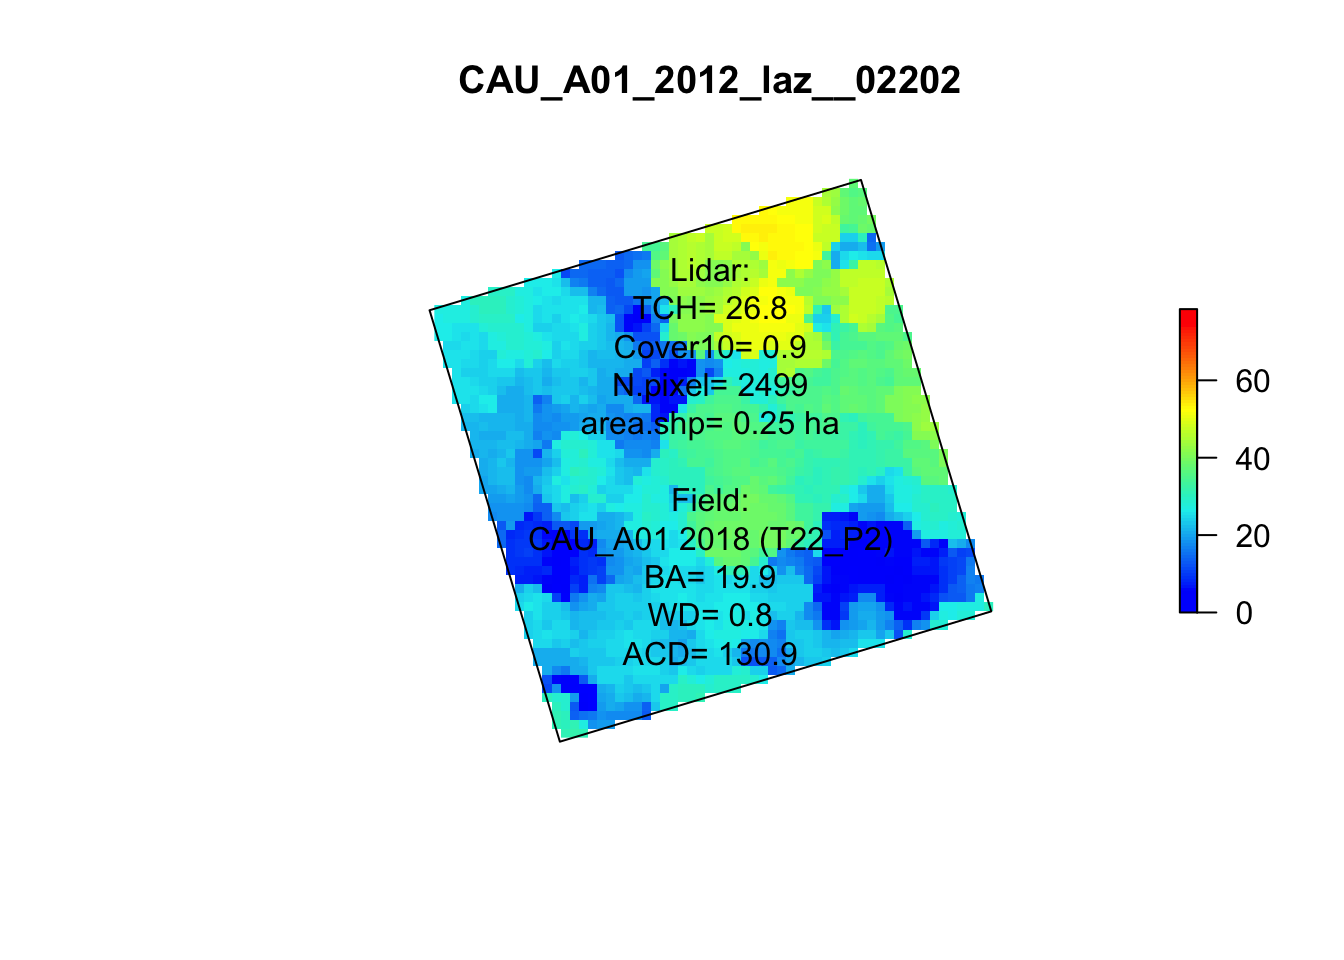 CAU_A01_2012_laz__02202
Lidar:
TCH= 26.8
Cover10= 0.9
N.pixel= 2499
area.shp= 0.25 ha
Field:
CAU_A01 2018 (T22_P2)
BA= 19.9
WD= 0.8
ACD= 130.9
60
40
20
0